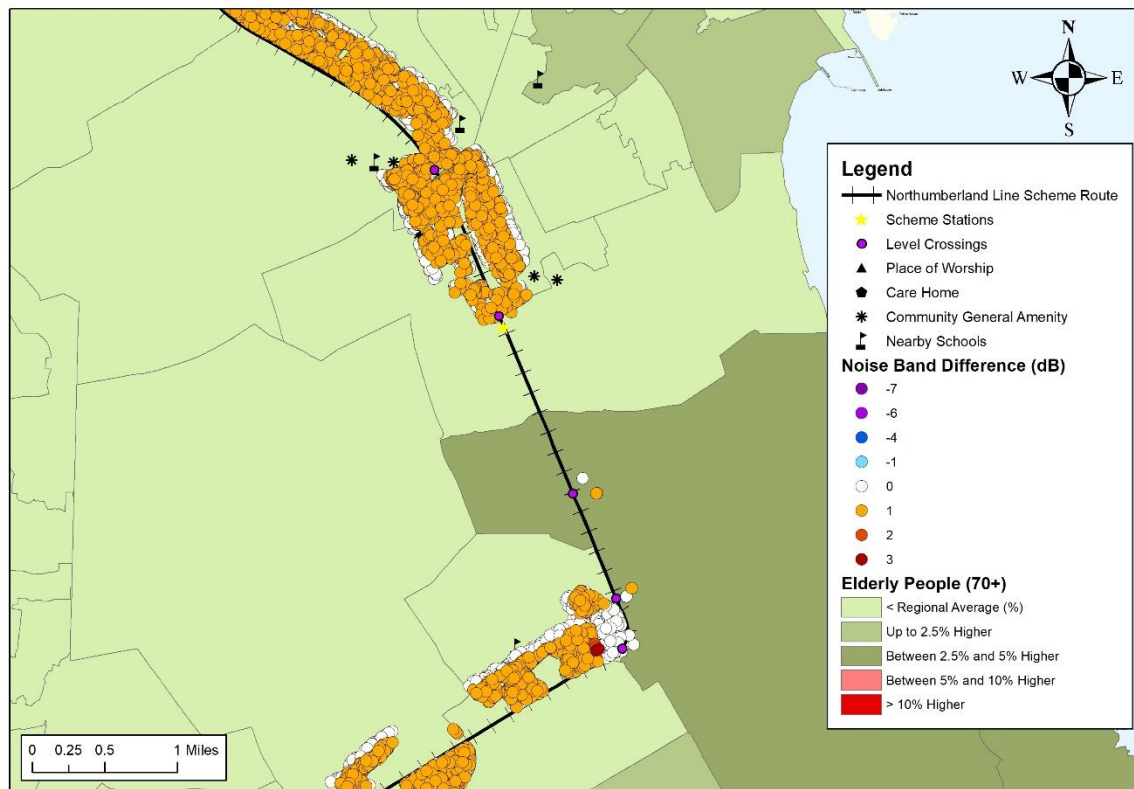 N
W E
S
Legend
Northumberland Line Scheme Route
Scheme Stations
Level Crossings
Place of Worship
Care Home
Community General Amenity
Nearby Schools
Noise Band Difference (dB)
-7
-6
-4
-1
0
1
2
3
Elderly People (70+)
< Regional Average (%)
Up to 2.5% Higher
Between 2.5% and 5% Higher
Between 5% and 10% Higher
> 10% Higher
0 0.25 0.5 1 Miles